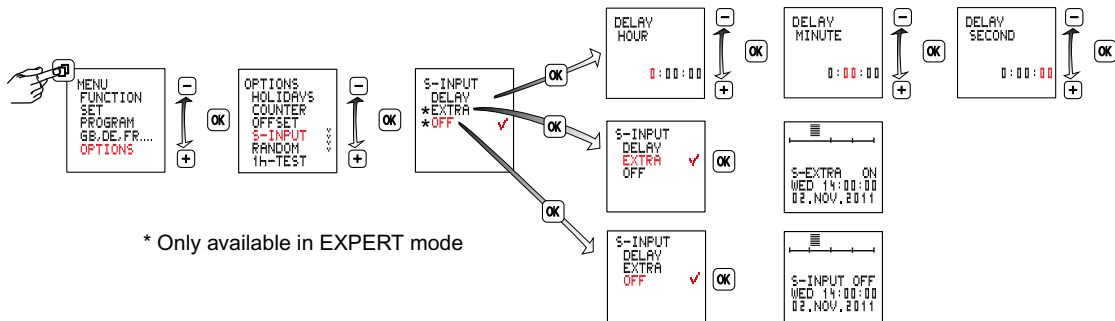 MENU
FUNCTION
SET
PROGRAM
GB,DE,FR....
OPTIONS
−
+
OK
OPTIONS
HOLIDAYS
COUNTER
OFFSET
S-INPUT
RANDOM
1h-TEST
−
+
OK
S-INPUT
DELAY
*EXTRA
*OFF ✓
OK
OK
OK
DELAY
HOUR
0:00:00
−
+
OK
DELAY
MINUTE
0:00:00
−
+
OK
DELAY
SECOND
0:00:00
−
+
OK
S-INPUT
DELAY
EXTRA ✓
OFF
OK
S-EXTRA ON
WED 14:00:00
02.NOV.2011
S-INPUT
DELAY
EXTRA
OFF ✓
OK
S-INPUT OFF
WED 14:00:00
02.NOV.2011
* Only available in EXPERT mode